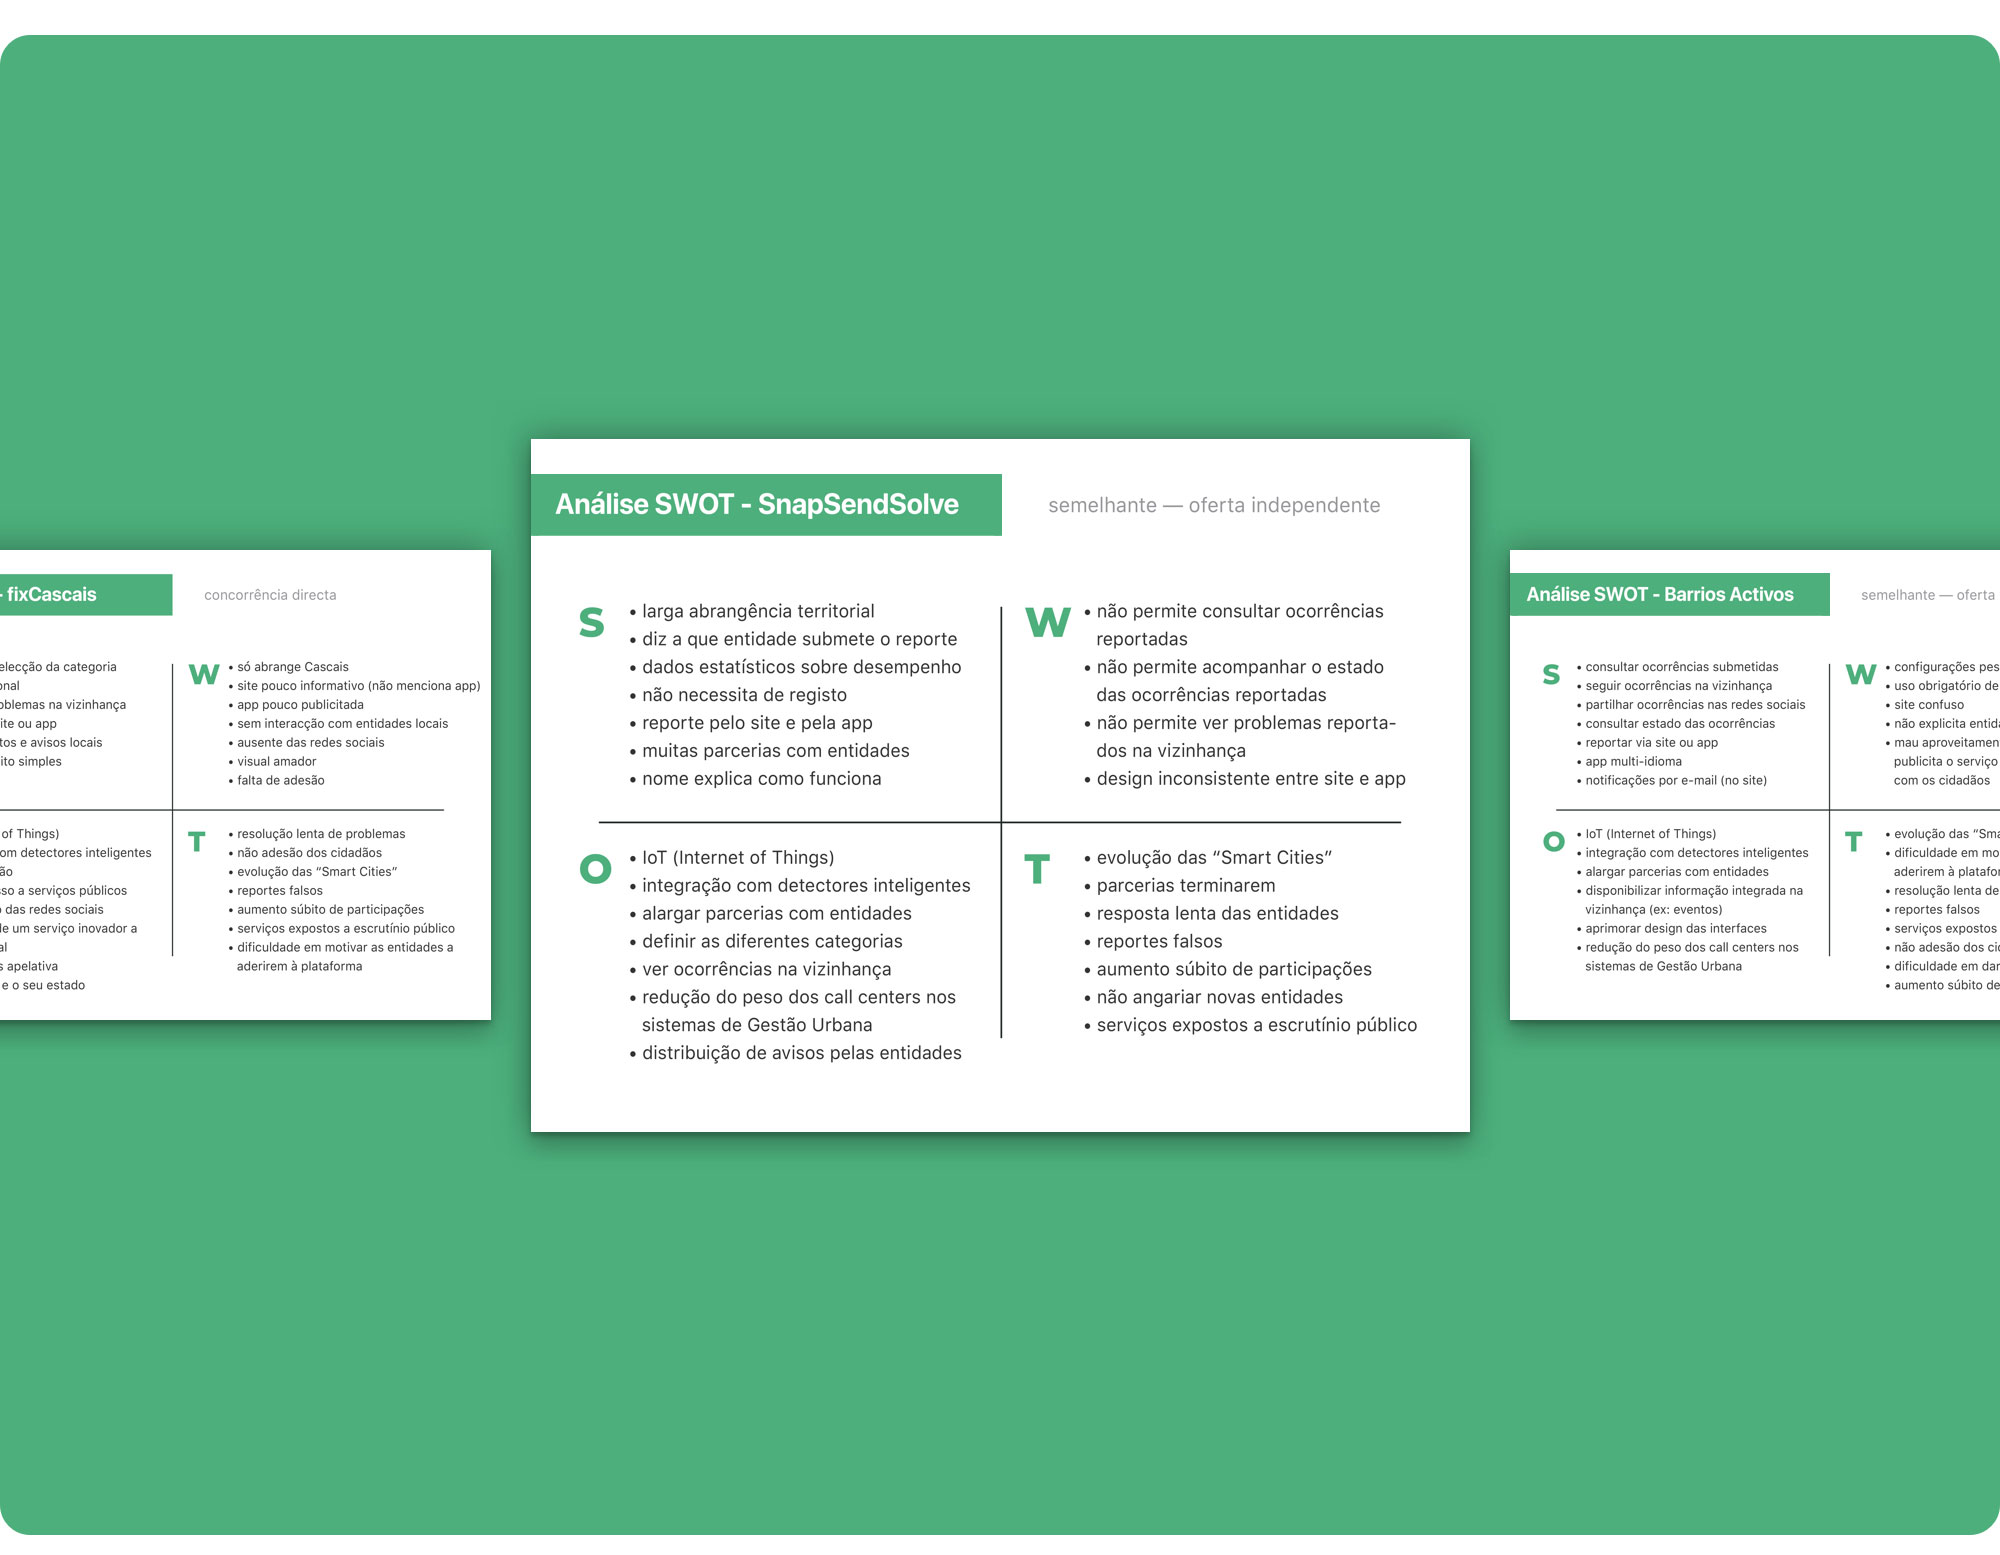 - fixCascais
concorrência directa
elecção da categoria
onal
oblemas na vizinhança
ite ou app
tos e avisos locais
ito simples
W
• só abrange Cascais
• site pouco informativo (não menciona app)
• app pouco publicitada
• sem interacção com entidades locais
• ausente das redes sociais
• visual amador
• falta de adesão
of Things)
om detectores inteligentes
ão
sso a serviços públicos
o das redes sociais
de um serviço inovador a
al
s apelativa
e o seu estado
T
• resolução lenta de problemas
• não adesão dos cidadãos
• evolução das “Smart Cities”
• reportes falsos
• aumento súbito de participações
• serviços expostos a escrutínio público
• dificuldade em motivar as entidades a
aderirem à plataforma
Análise SWOT - SnapSendSolve
semelhante — oferta independente
S
• larga abrangência territorial
• diz a que entidade submete o reporte
• dados estatísticos sobre desempenho
• não necessita de registo
• reporte pelo site e pela app
• muitas parcerias com entidades
• nome explica como funciona
W
• não permite consultar ocorrências
reportadas
• não permite acompanhar o estado
das ocorrências reportadas
• não permite ver problemas reporta-
dos na vizinhança
• design inconsistente entre site e app
O
• IoT (Internet of Things)
• integração com detectores inteligentes
• alargar parcerias com entidades
• definir as diferentes categorias
• ver ocorrências na vizinhança
• redução do peso dos call centers nos
sistemas de Gestão Urbana
• distribuição de avisos pelas entidades
T
• evolução das “Smart Cities”
• parcerias terminarem
• resposta lenta das entidades
• reportes falsos
• aumento súbito de participações
• não angariar novas entidades
• serviços expostos a escrutínio público
Análise SWOT - Barrios Activos
semelhante — oferta
S
• consultar ocorrências submetidas
• seguir ocorrências na vizinhança
• partilhar ocorrências nas redes sociais
• consultar estado das ocorrências
• reportar via site ou app
• app multi-idioma
• notificações por e-mail (no site)
W
• configurações pes
• uso obrigatório de
• site confuso
• não explicita entida
• mau aproveitamen
publicita o serviço
com os cidadãos
O
• IoT (Internet of Things)
• integração com detectores inteligentes
• alargar parcerias com entidades
• disponibilizar informação integrada na
vizinhança (ex: eventos)
• aprimorar design das interfaces
• redução do peso dos call centers nos
sistemas de Gestão Urbana
T
• evolução das “Sma
• dificuldade em mo
aderirem à platafor
• resolução lenta de
• reportes falsos
• serviços expostos
• não adesão dos cid
• dificuldade em dar
• aumento súbito de